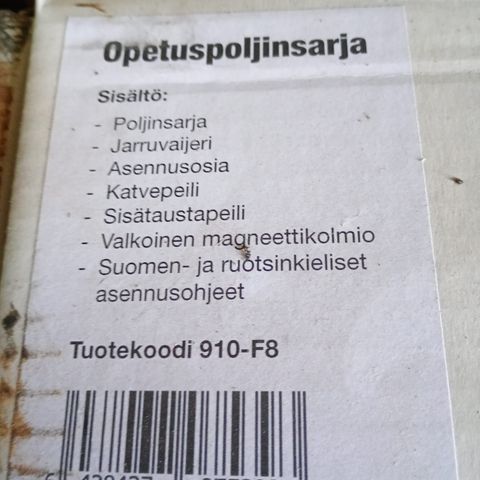 Opetuspoljinsarja
Sisältö:
- Poljinsarja
- Jarruvaijeri
- Asennusosia
- Katvepeili
- Sisätaustapeili
- Valkoinen magneettikolmio
- Suomen- ja ruotsinkieliset
asennusohjeet
Tuotekoodi 910-F8